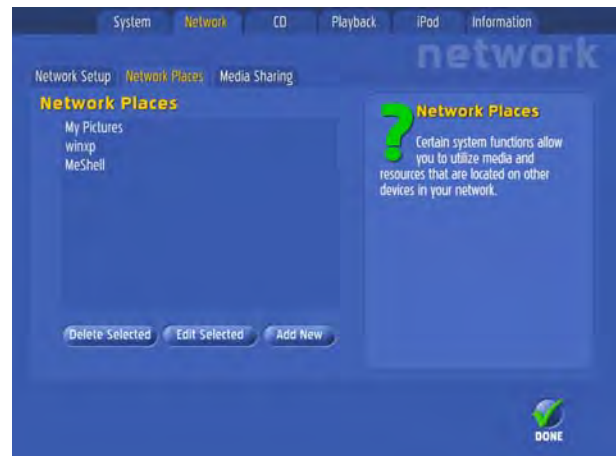 System Network CD Playback iPod Information
network
Network Setup Network Places Media Sharing
Network Places
My Pictures
winxp
MeShell
Delete Selected Edit Selected Add New
? Network Places
Certain system functions allow
you to utilize media and
resources that are located on other
devices in your network.
DONE